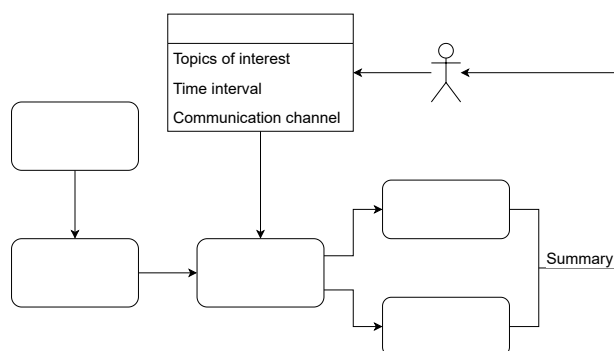 Topics of interest
Time interval
Communication channel
Summary